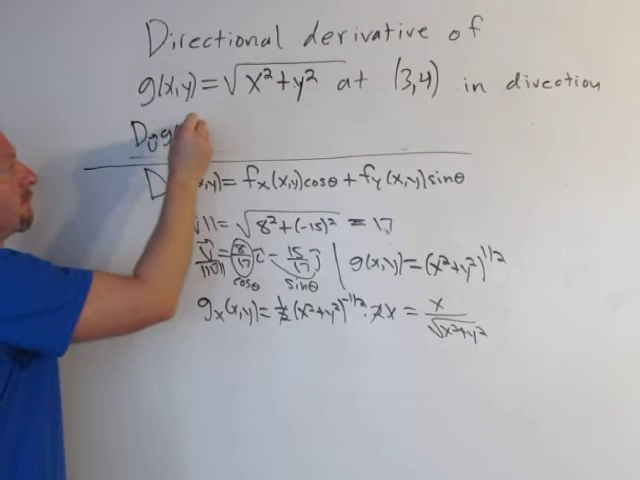 Directional derivative of
g(x,y) = √x²+y² at (3,4) in direction
Dᵤg
D x,y) = fₓ(x,y)cosθ + fᵧ(x,y)sinθ
v|| = √8²+(-15)² = 17
v⃗/||v⃗|| = 8/17 i⃗ - 15/17 j⃗ | g(x,y) = (x²+y²)^1/2
cosθ sinθ
gₓ(x,y) = 1/2 (x²+y²)^-1/2 · 2x = x/√x²+y²